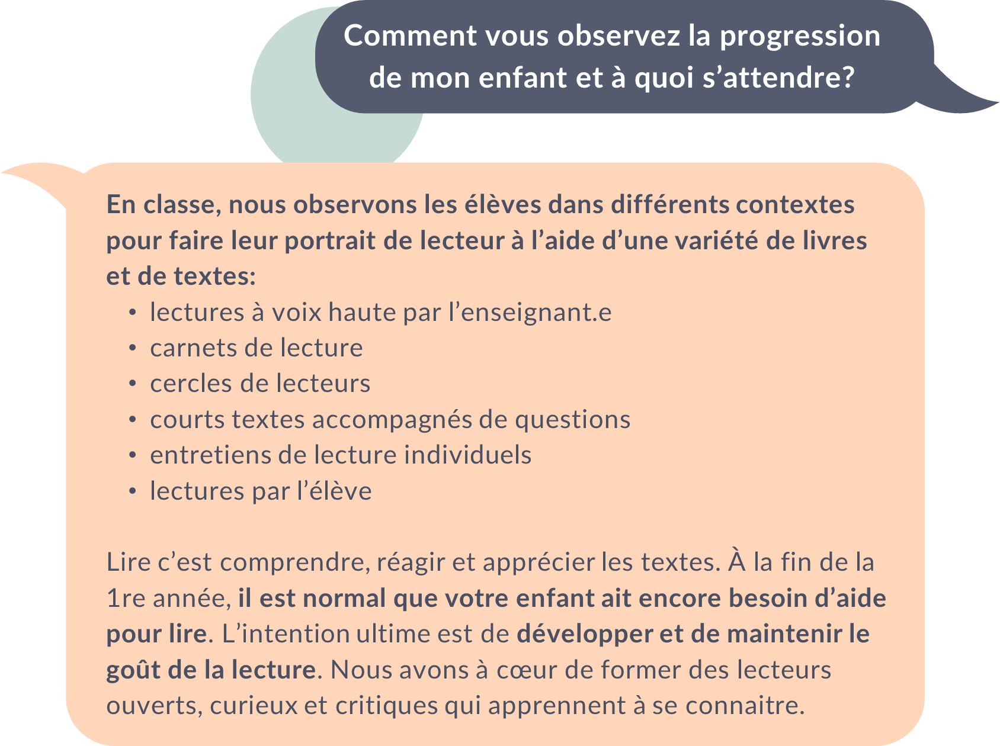 Comment vous observez la progression
de mon enfant et à quoi s’attendre?
En classe, nous observons les élèves dans différents contextes
pour faire leur portrait de lecteur à l’aide d’une variété de livres
et de textes:
• lectures à voix haute par l’enseignant.e
• carnets de lecture
• cercles de lecteurs
• courts textes accompagnés de questions
• entretiens de lecture individuels
• lectures par l’élève
Lire c’est comprendre, réagir et apprécier les textes. À la fin de la
1re année, il est normal que votre enfant ait encore besoin d’aide
pour lire. L’intention ultime est de développer et de maintenir le
goût de la lecture. Nous avons à cœur de former des lecteurs
ouverts, curieux et critiques qui apprennent à se connaitre.